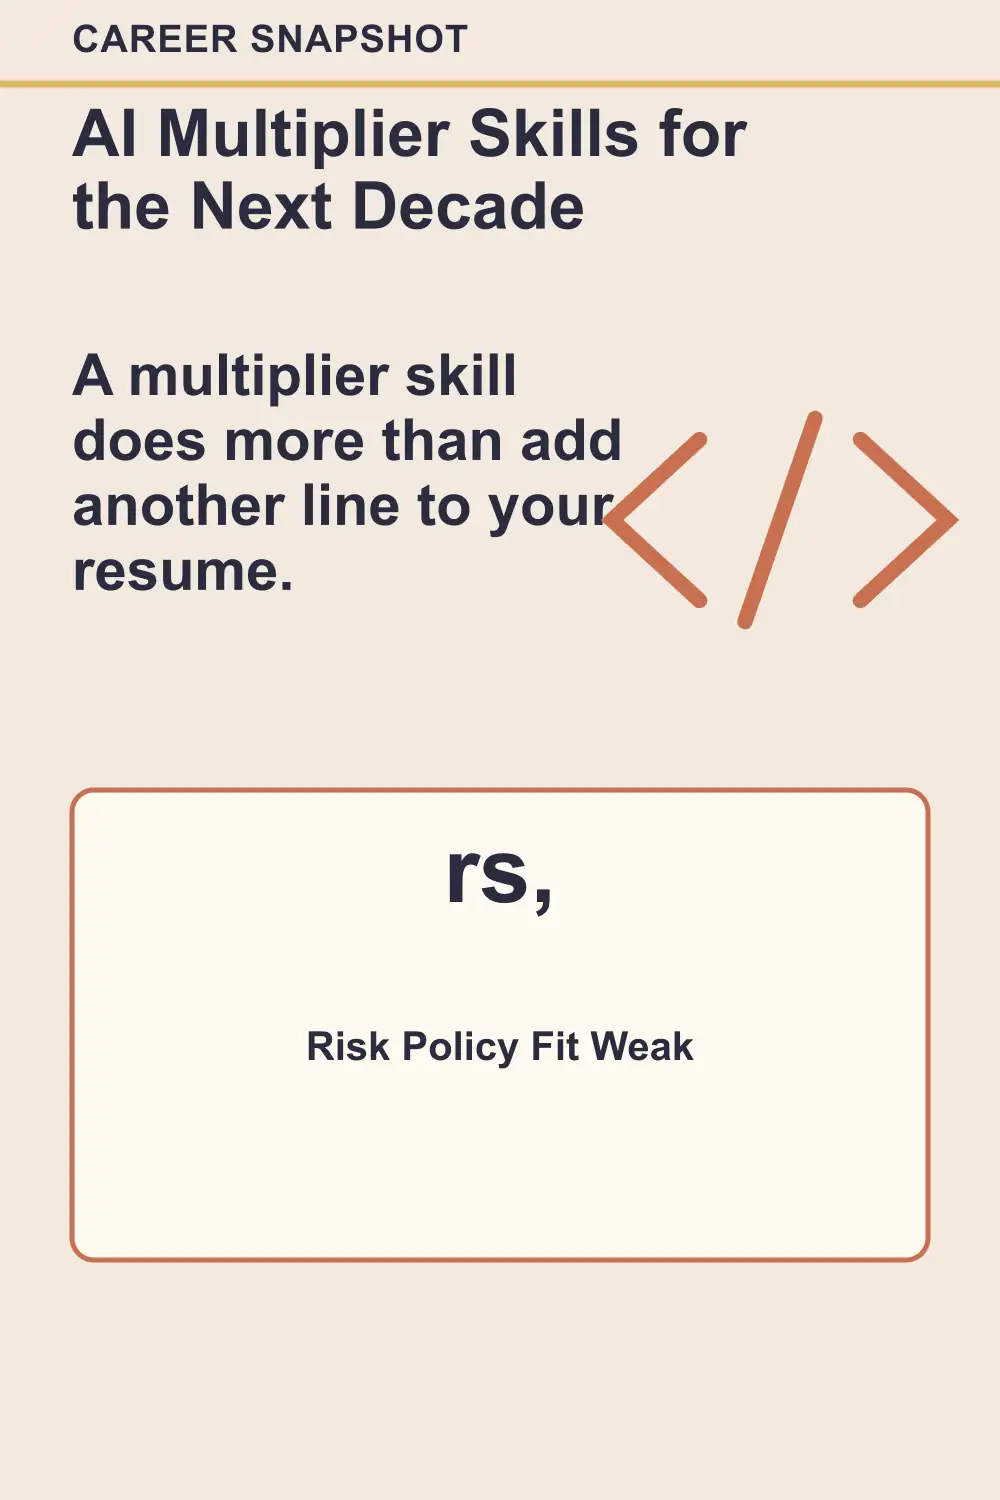 CAREER SNAPSHOT
AI Multiplier Skills for
the Next Decade
A multiplier skill
does more than add
another line to your
resume.
</>
rs,
Risk Policy Fit Weak